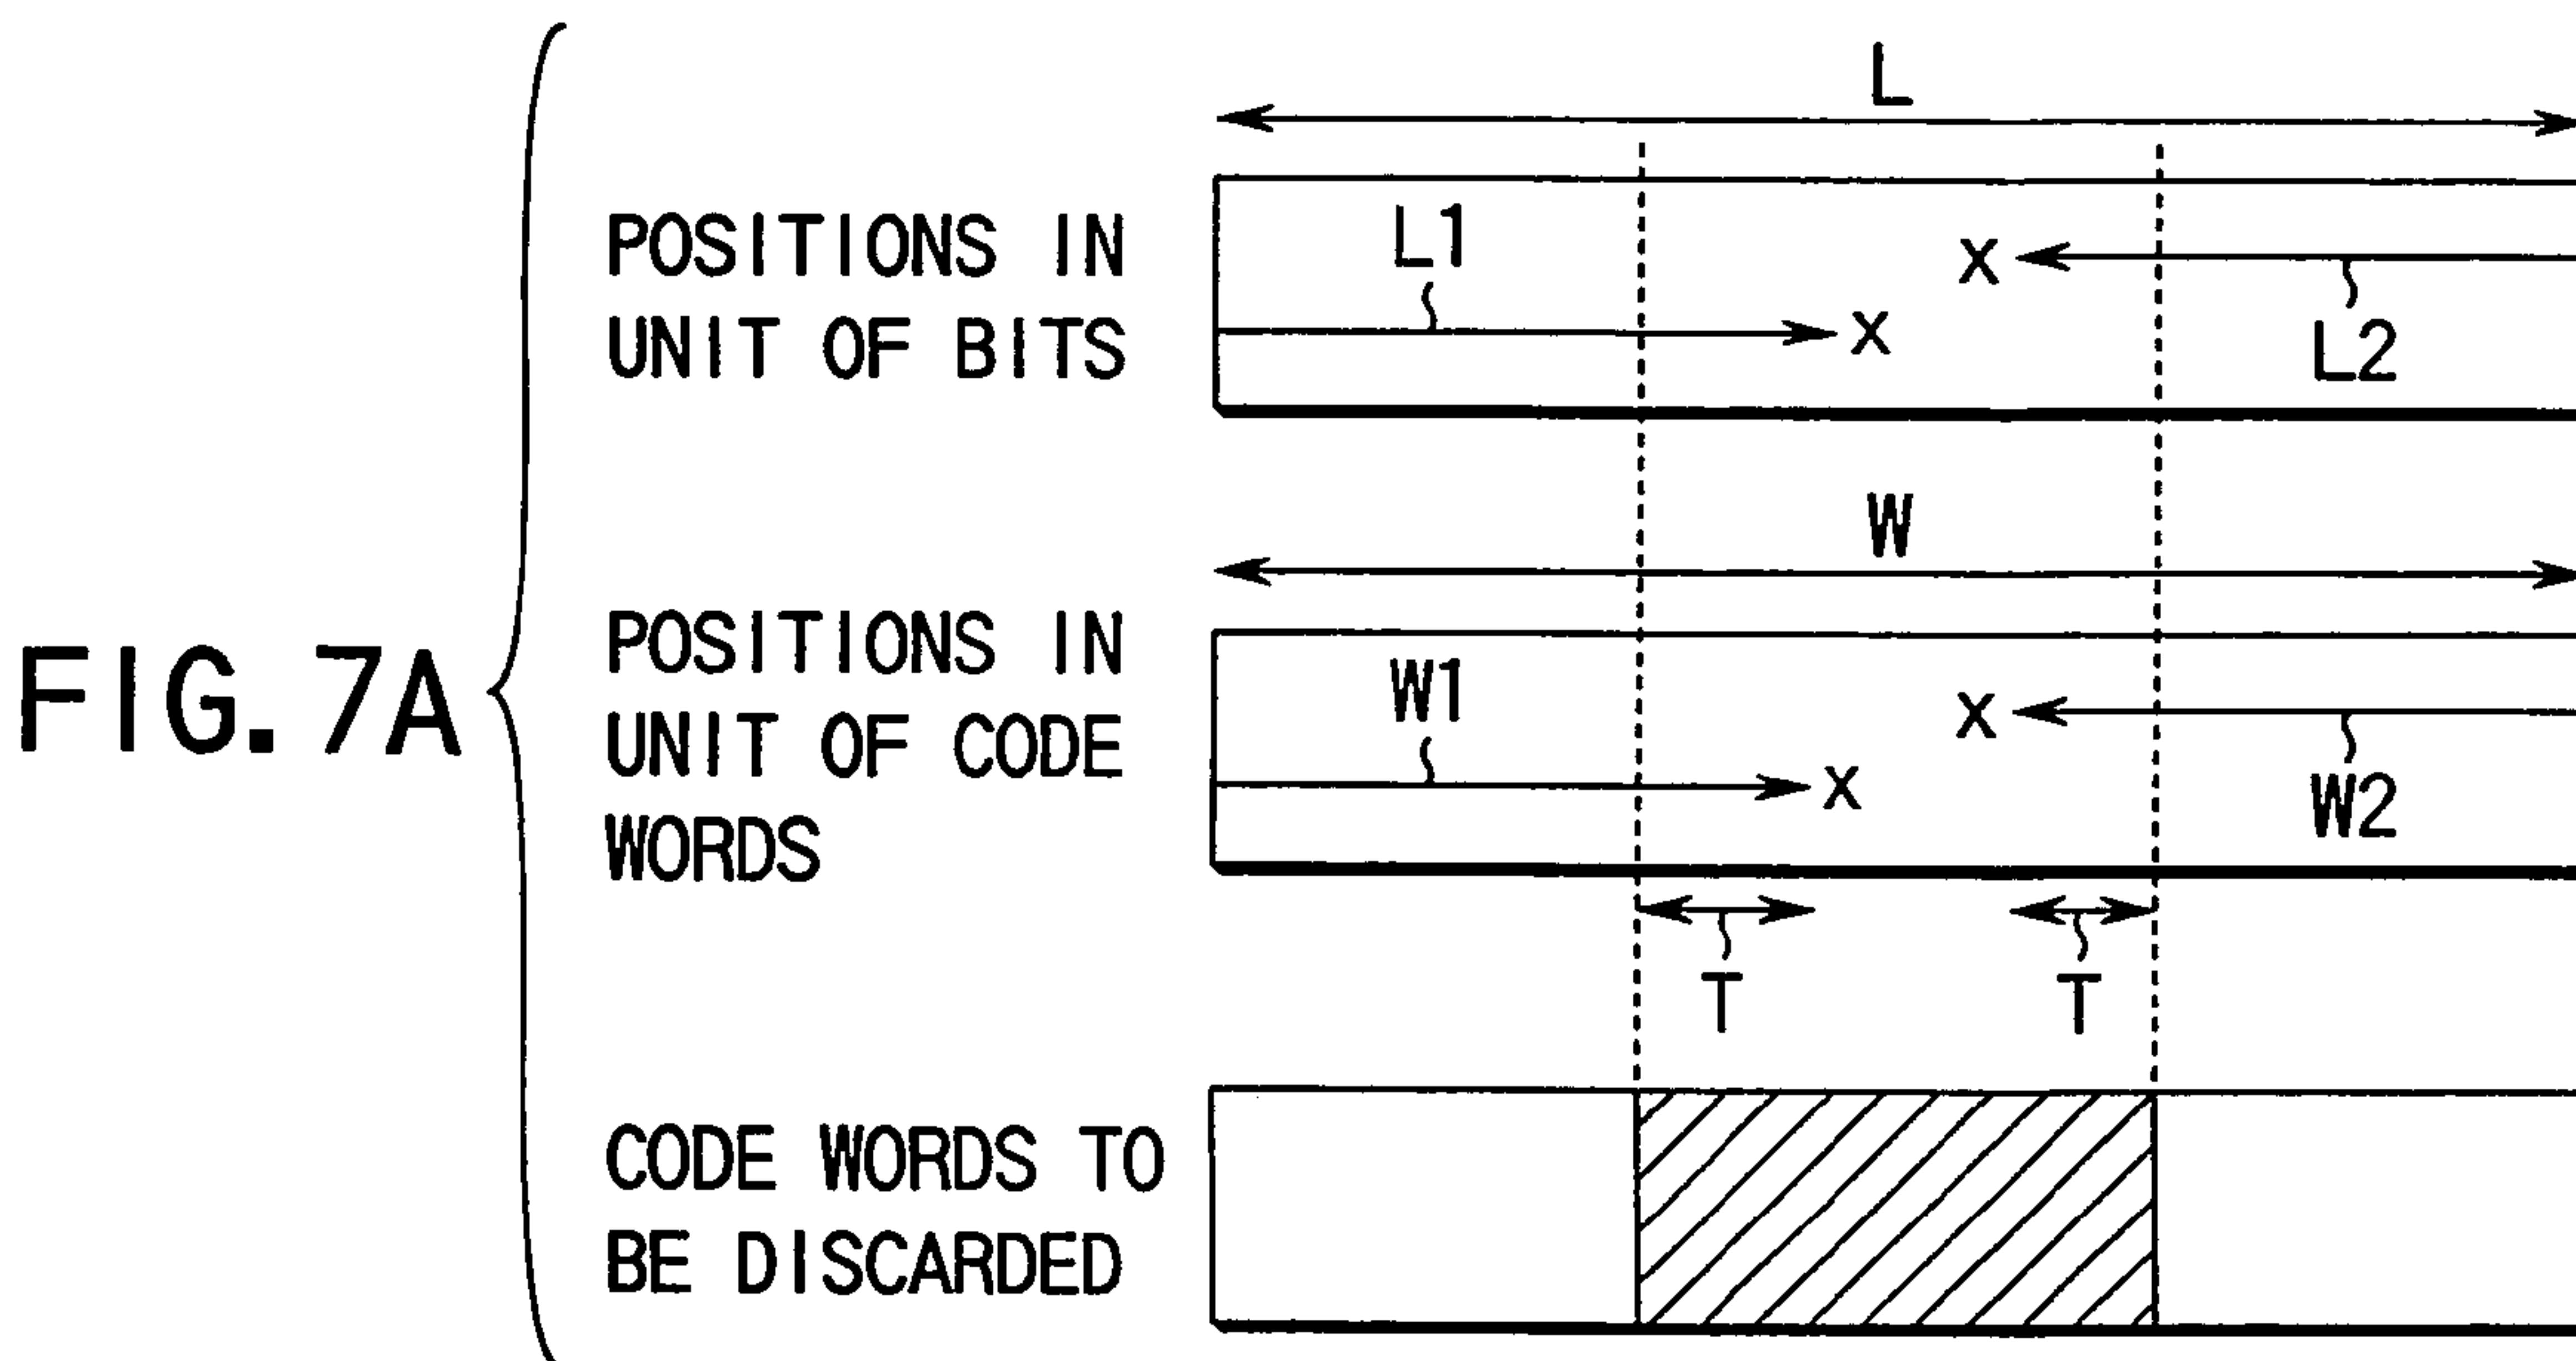 FIG. 7A
POSITIONS IN
UNIT OF BITS
L
L1
X
X
L2
POSITIONS IN
UNIT OF CODE
WORDS
W
W1
X
X
W2
T
T
CODE WORDS TO
BE DISCARDED